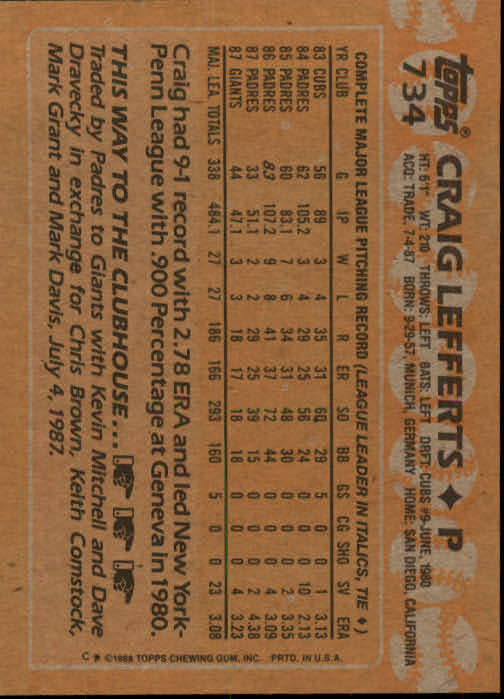 topps® CRAIG LEFFERTS ♦ P
734 HT: 6'1" WT: 210 THROWS: LEFT BATS: LEFT DRFT: CUBS #9-JUNE, 1980
ACQ: TRADE, 7-4-87 BORN: 9-29-57, MUNICH, GERMANY HOME: SAN DIEGO, CALIFORNIA
COMPLETE MAJOR LEAGUE PITCHING RECORD (LEAGUE LEADER IN ITALICS, TIE ♦)
YR CLUB G IP W L R ER SO BB GS CG SHO SV ERA
83 CUBS 56 89 3 4 35 31 60 29 5 0 0 1 3.13
84 PADRES 62 105.2 3 4 29 25 56 24 0 0 0 10 2.13
85 PADRES 60 83.1 7 6 34 31 48 30 0 0 0 2 3.35
86 PADRES 83 107.2 9 8 41 37 72 44 0 0 0 4 3.09
87 PADRES 33 51.1 2 2 29 25 39 15 0 0 0 2 4.38
87 GIANTS 44 47.1 3 3 18 17 18 18 0 0 0 4 3.23
MAJ. LEA. TOTALS 338 484.1 27 27 186 166 293 160 5 0 0 23 3.08
Craig had 9-1 record with 2.78 ERA and led New York-
Penn League with .900 Percentage at Geneva in 1980.
THIS WAY TO THE CLUBHOUSE...
Traded by Padres to Giants with Kevin Mitchell and Dave
Dravecky in exchange for Chris Brown, Keith Comstock,
Mark Grant and Mark Davis, July 4, 1987.
C * ©1988 TOPPS CHEWING GUM, INC. PRTD. IN U.S.A.